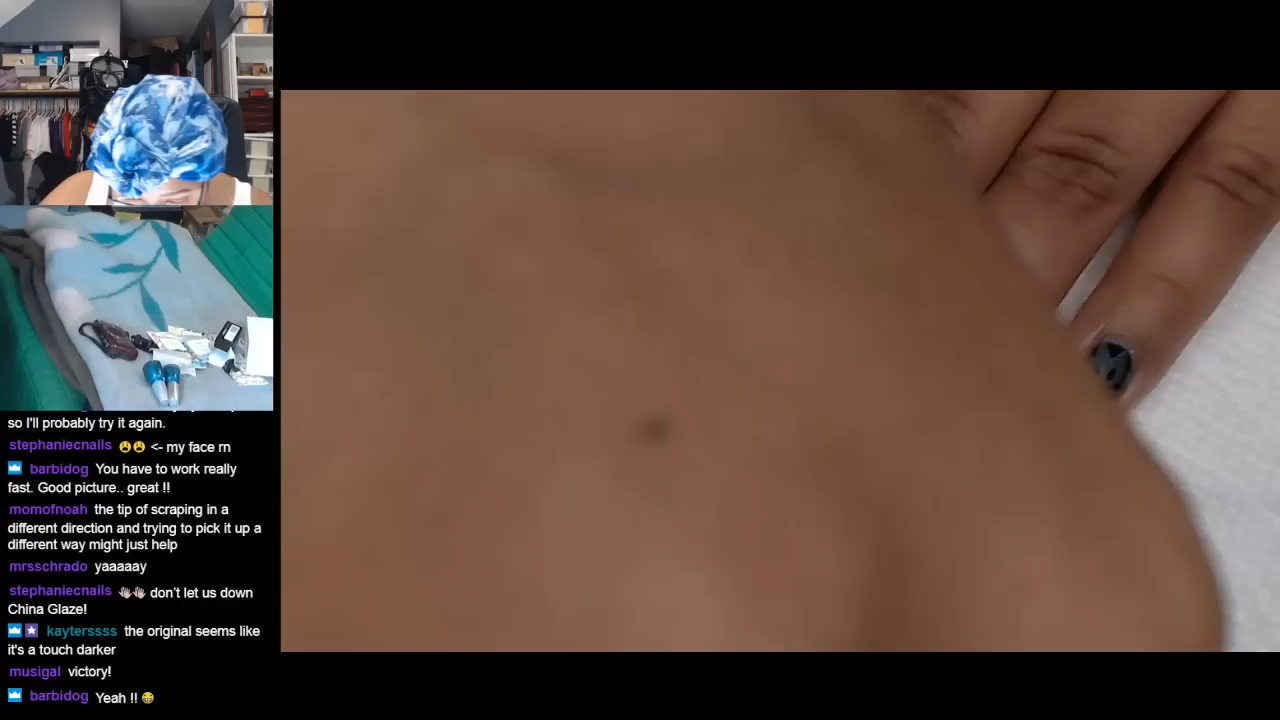 so I'll probably try it again.
stephaniecnails 😲😲 <- my face rn
barbidog You have to work really
fast. Good picture.. great !!
momofnoah the tip of scraping in a
different direction and trying to pick it up a
different way might just help
mrsschrado yaaaaay
stephaniecnails 👋🏼👋🏼 don't let us down
China Glaze!
kayterssss the original seems like
it's a touch darker
musigal victory!
barbidog Yeah !! 😂